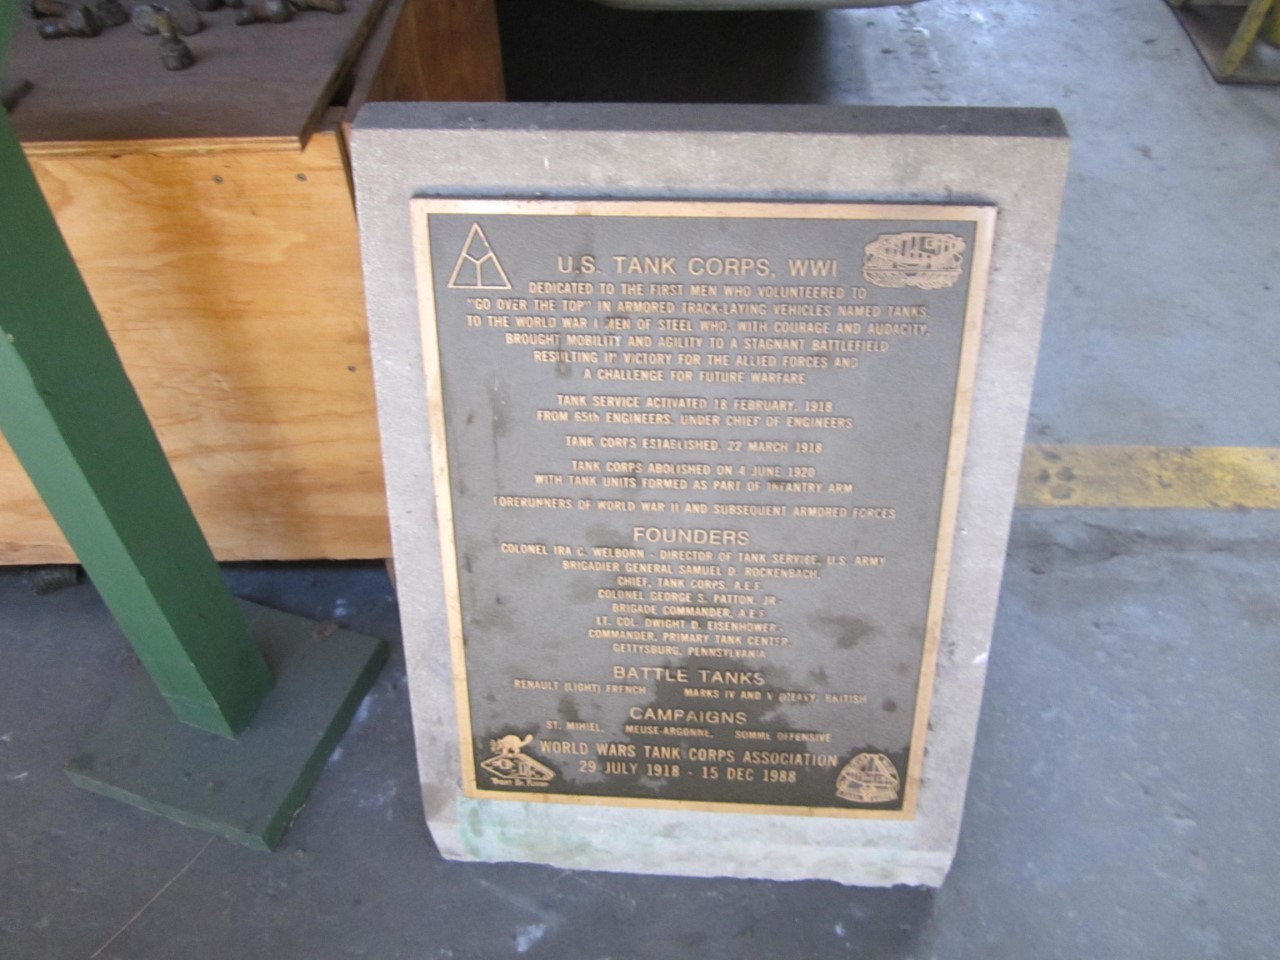 U.S. TANK CORPS, WWI
DEDICATED TO THE FIRST MEN WHO VOLUNTEERED TO
"GO OVER THE TOP" IN ARMORED TRACK-LAYING VEHICLES NAMED TANKS.
TO THE WORLD WAR I MEN OF STEEL WHO, WITH COURAGE AND AUDACITY,
BROUGHT MOBILITY AND AGILITY TO A STAGNANT BATTLEFIELD
RESULTING IN VICTORY FOR THE ALLIED FORCES AND
A CHALLENGE FOR FUTURE WARFARE
TANK SERVICE ACTIVATED 18 FEBRUARY, 1918
FROM 65th ENGINEERS, UNDER CHIEF OF ENGINEERS
TANK CORPS ESTABLISHED, 22 MARCH 1918
TANK CORPS ABOLISHED ON 4 JUNE 1920
WITH TANK UNITS FORMED AS PART OF INFANTRY ARM
FORERUNNERS OF WORLD WAR II AND SUBSEQUENT ARMORED FORCES
FOUNDERS
COLONEL IRA C. WELBORN - DIRECTOR OF TANK SERVICE, U.S. ARMY
BRIGADIER GENERAL SAMUEL D. ROCKENBACH,
CHIEF, TANK CORPS, A.E.F.
COLONEL GEORGE S. PATTON, JR.-
BRIGADE COMMANDER, A.E.F.
LT. COL. DWIGHT D. EISENHOWER-
COMMANDER, PRIMARY TANK CENTER-
GETTYSBURG, PENNSYLVANIA
BATTLE TANKS
RENAULT (LIGHT) FRENCH MARKS IV AND V (HEAVY) BRITISH
CAMPAIGNS
ST. MIHIEL, MEUSE-ARGONNE, SOMME OFFENSIVE
WORLD WARS TANK CORPS ASSOCIATION
29 JULY 1918 - 15 DEC 1988
TREAT 'EM ROUGH